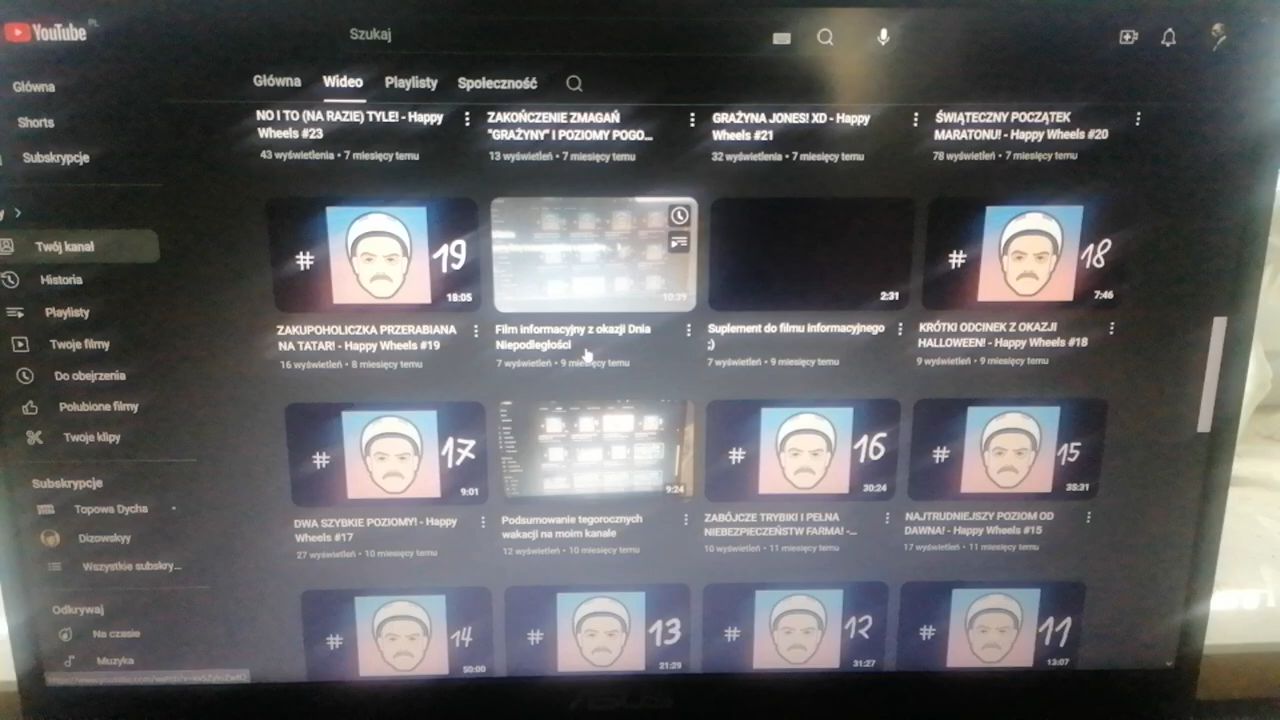 YouTube PL
Szukaj
Główna
Shorts
Subskrypcje
Twój kanał
Historia
Playlisty
Twoje filmy
Do obejrzenia
Polubione filmy
Twoje klipy
Subskrypcje
Topowa Dycha
Dizowskyy
Wszystkie subskry...
Odkrywaj
Na czasie
Muzyka
Główna Wideo Playlisty Społeczność
NO I TO (NA RAZIE) TYLE! - Happy
Wheels #23
43 wyświetlenia • 7 miesięcy temu
ZAKOŃCZENIE ZMAGAŃ
"GRAŻYNY" I POZIOMY POGO...
13 wyświetleń • 7 miesięcy temu
GRAŻYNA JONES! XD - Happy
Wheels #21
32 wyświetlenia • 7 miesięcy temu
ŚWIĄTECZNY POCZĄTEK
MARATONU! - Happy Wheels #20
78 wyświetleń • 7 miesięcy temu
# 19
18:05
ZAKUPOHOLICZKA PRZERABIANA
NA TATAR! - Happy Wheels #19
16 wyświetleń • 8 miesięcy temu
10:39
Film informacyjny z okazji Dnia
Niepodległości
7 wyświetleń • 9 miesięcy temu
2:31
Suplement do filmu informacyjnego
;)
7 wyświetleń • 9 miesięcy temu
# 18
7:46
KRÓTKI ODCINEK Z OKAZJI
HALLOWEEN! - Happy Wheels #18
9 wyświetleń • 9 miesięcy temu
# 17
9:01
DWA SZYBKIE POZIOMY! - Happy
Wheels #17
27 wyświetleń • 10 miesięcy temu
9:24
Podsumowanie tegorocznych
wakacji na moim kanale
12 wyświetleń • 10 miesięcy temu
# 16
30:24
ZABÓJCZE TRYBIKI I PEŁNA
NIEBEZPIECZEŃSTW FARMA! -...
10 wyświetleń • 11 miesięcy temu
# 15
35:31
NAJTRUDNIEJSZY POZIOM OD
DAWNA! - Happy Wheels #15
17 wyświetleń • 11 miesięcy temu
# 14
50:00
# 13
21:29
# 12
31:27
# 11
13:07
ASUS